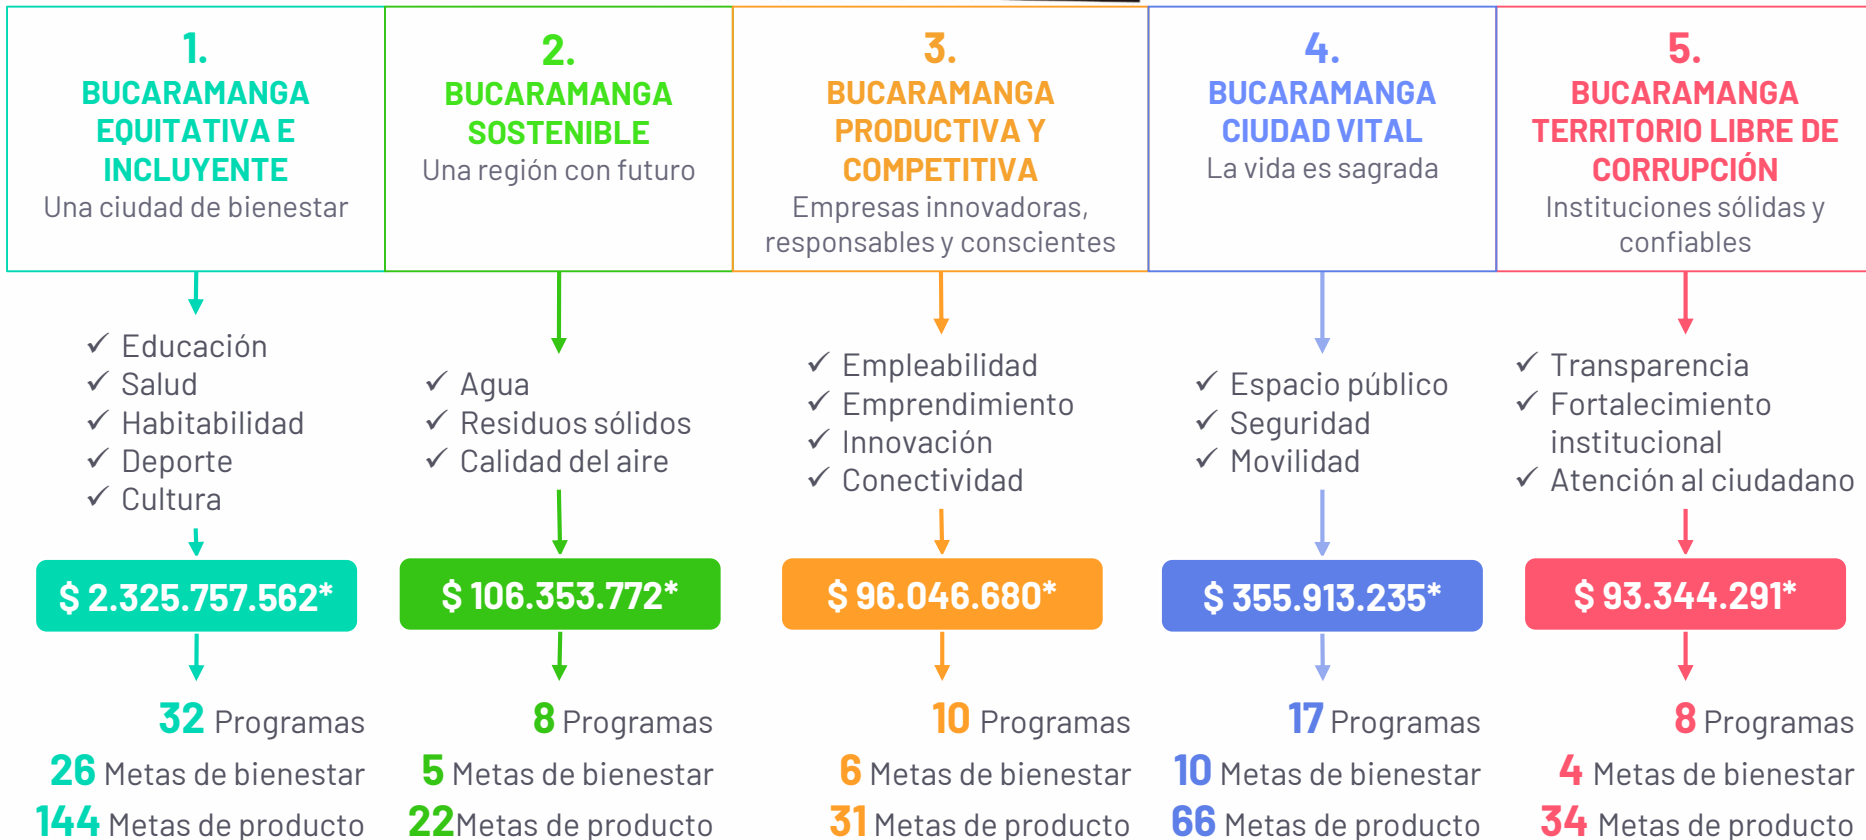 1.
BUCARAMANGA
EQUITATIVA E
INCLUYENTE
Una ciudad de bienestar
✓ Educación
✓ Salud
✓ Habitabilidad
✓ Deporte
✓ Cultura
$ 2.325.757.562*
32 Programas
26 Metas de bienestar
144 Metas de producto
2.
BUCARAMANGA
SOSTENIBLE
Una región con futuro
✓ Agua
✓ Residuos sólidos
✓ Calidad del aire
$ 106.353.772*
8 Programas
5 Metas de bienestar
22Metas de producto
3.
BUCARAMANGA
PRODUCTIVA Y
COMPETITIVA
Empresas innovadoras,
responsables y conscientes
✓ Empleabilidad
✓ Emprendimiento
✓ Innovación
✓ Conectividad
$ 96.046.680*
10 Programas
6 Metas de bienestar
31 Metas de producto
4.
BUCARAMANGA
CIUDAD VITAL
La vida es sagrada
✓ Espacio público
✓ Seguridad
✓ Movilidad
$ 355.913.235*
17 Programas
10 Metas de bienestar
66 Metas de producto
5.
BUCARAMANGA
TERRITORIO LIBRE DE
CORRUPCIÓN
Instituciones sólidas y
confiables
✓ Transparencia
✓ Fortalecimiento
institucional
✓ Atención al ciudadano
$ 93.344.291*
8 Programas
4 Metas de bienestar
34 Metas de producto